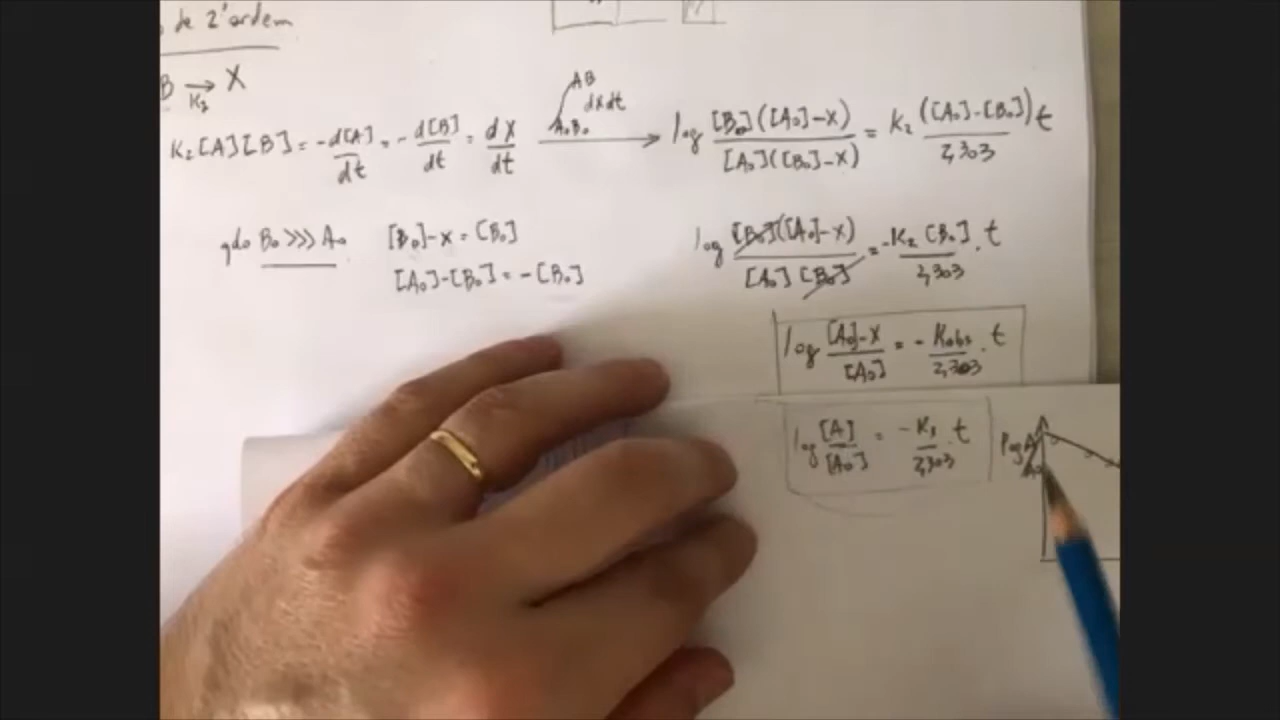 de 2'ordem
B → X
K₂
K₂[A][B] = -d[A]/dt = -d[B]/dt = dX/dt
AB
dXdt
A₀B₀
log [B₀]([A₀]-X)/[A₀]([B₀]-X) = K₂ ([A₀]-[B₀])t/2,303
qdo B₀ >>> A₀ [B₀]-X = [B₀]
[A₀]-[B₀] = -[B₀]
log [B₀]([A₀]-X)/[A₀][B₀] = -K₂[B₀]/2,303 . t
log [A₀]-X/[A₀] = - Kobs/2,303 . t
log [A]/[A₀] = -K₁/2,303 . t
log A/A₀